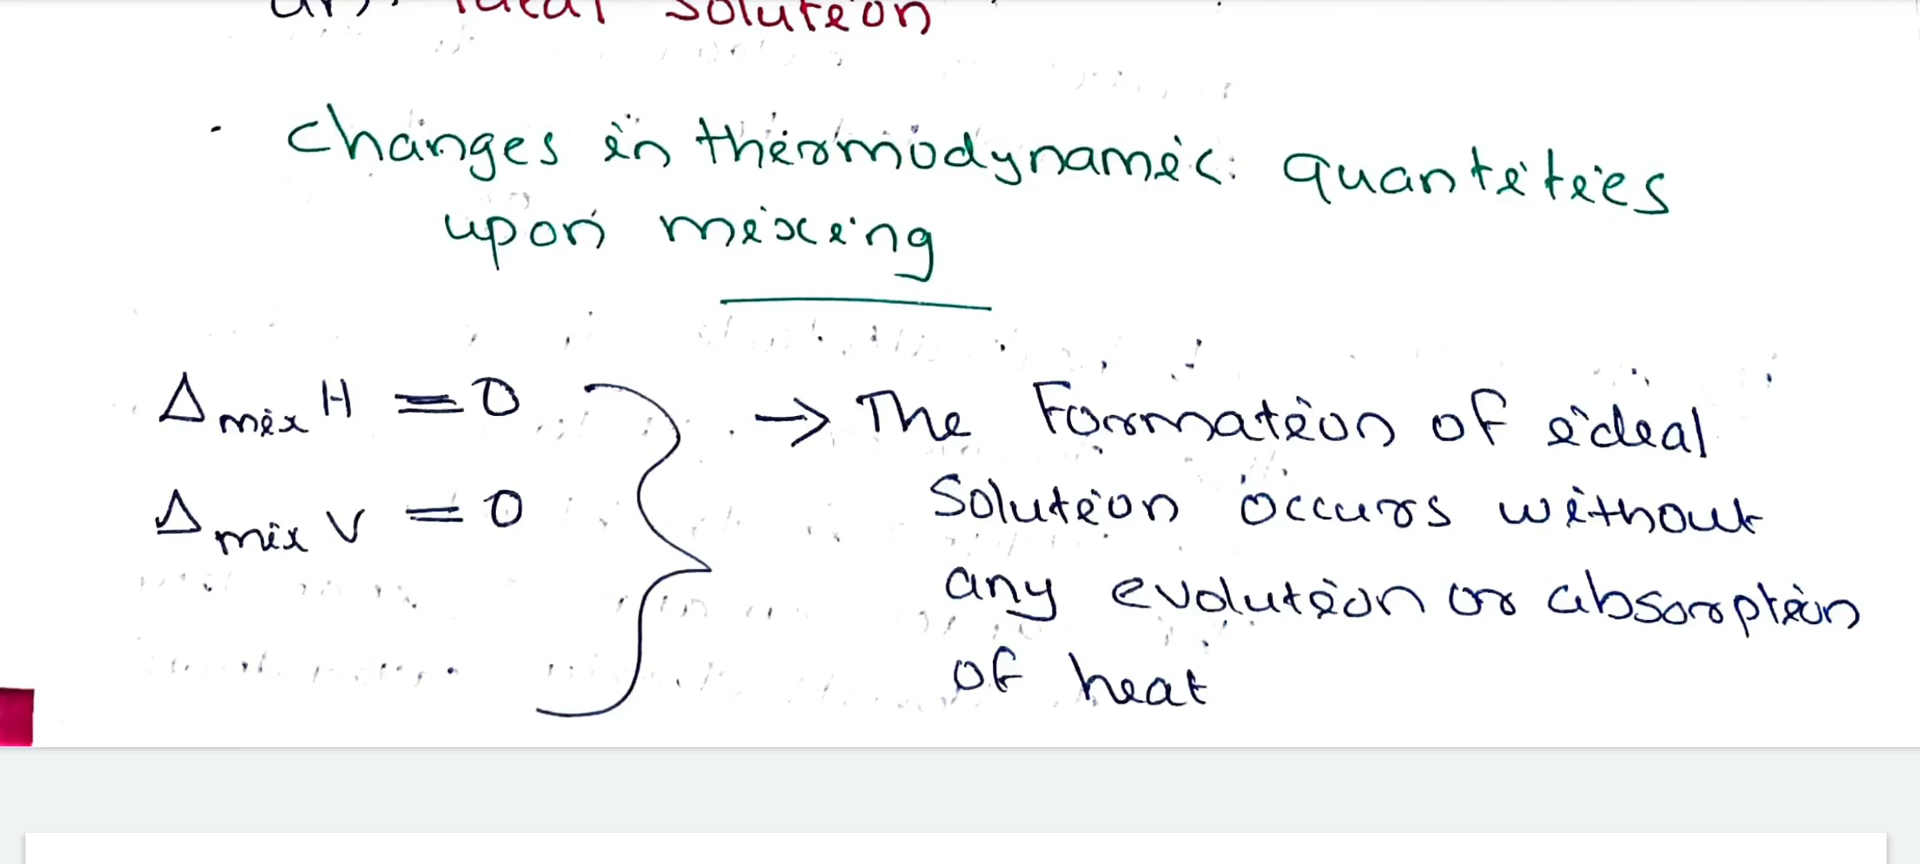 ideal solution
• Changes in thermodynamic quantities
upon mixing
Δmix H = 0
Δmix V = 0
→ The Formation of ideal
Solution occurs without
any evolution or absorption
of heat